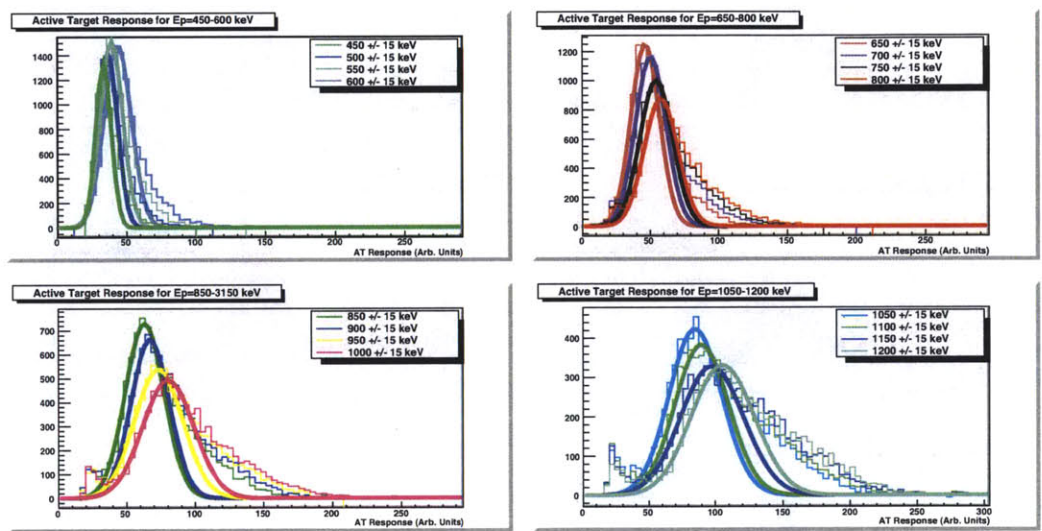 Active Target Response for Ep=450-600 keV
450 +/- 15 keV
500 +/- 15 keV
550 +/- 15 keV
600 +/- 15 keV
1400
1200
1000
800
600
400
200
0
0 50 100 150 200 250
AT Response (Arb. Units)
Active Target Response for Ep=650-800 keV
650 +/- 15 keV
700 +/- 15 keV
750 +/- 15 keV
800 +/- 15 keV
1200
1000
800
600
400
200
0
0 50 100 150 200 250
AT Response (Arb. Units)
Active Target Response for Ep=850-3150 keV
850 +/- 15 keV
900 +/- 15 keV
950 +/- 15 keV
1000 +/- 15 keV
700
600
500
400
300
200
100
0
0 50 100 150 200 250
AT Response (Arb. Units)
Active Target Response for Ep=1050-1200 keV
1050 +/- 15 keV
1100 +/- 15 keV
1150 +/- 15 keV
1200 +/- 15 keV
400
300
200
100
0
0 50 100 150 200 250 300
AT Response (Arb. Units)